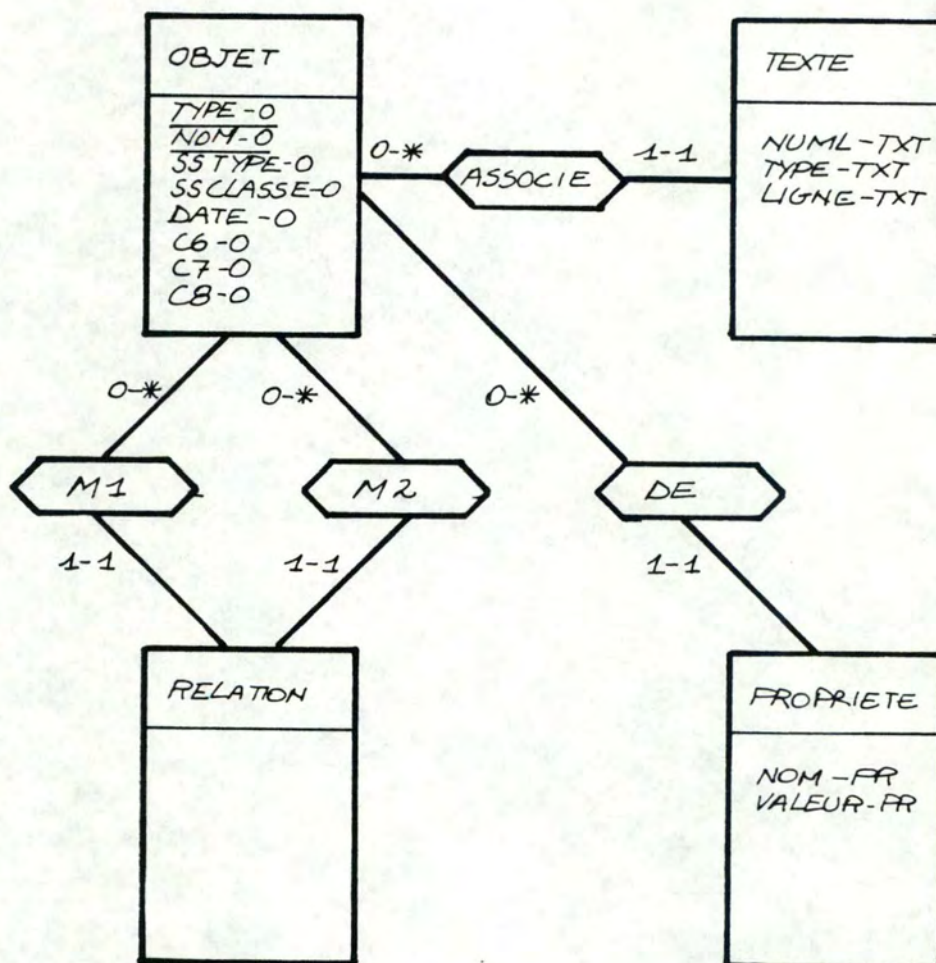 OBJET
TYPE-O
NOM-O
SSTYPE-O
SSCLASSE-O
DATE-O
C6-O
C7-O
C8-O
0-*
ASSOCIE
1-1
TEXTE
NUML-TXT
TYPE-TXT
LIGNE-TXT
0-*
0-*
0-*
M1
M2
DE
1-1
1-1
1-1
RELATION
PROPRIETE
NOM-PR
VALEUR-PR